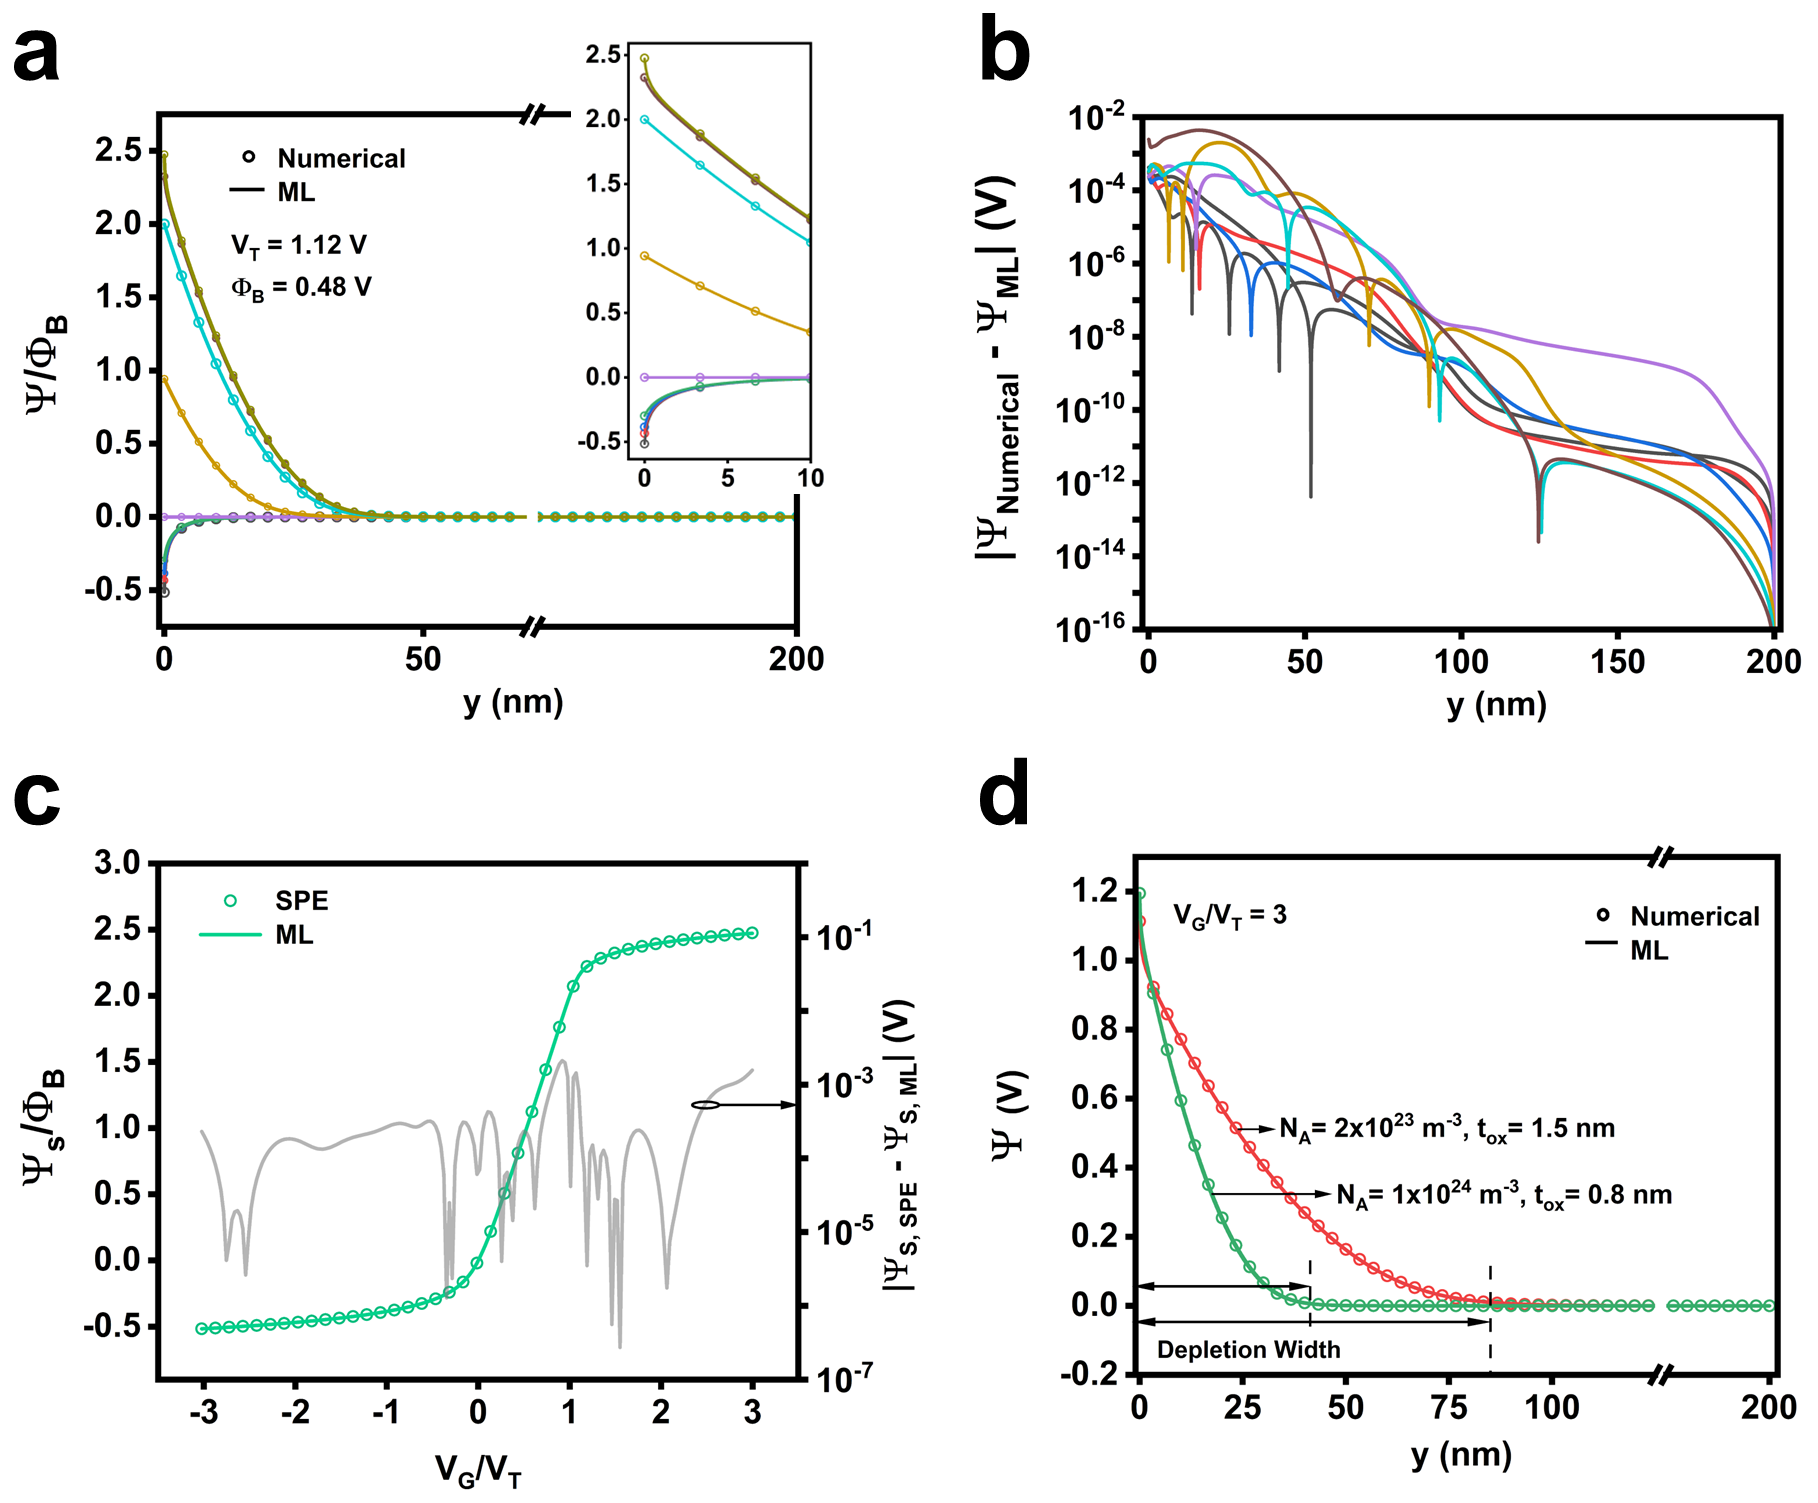 a
2.5
2.0
1.5
1.0
0.5
0.0
-0.5
Ψ/Φ_B
Numerical
ML
V_T = 1.12 V
Φ_B = 0.48 V
0
50
200
y (nm)
2.5
2.0
1.5
1.0
0.5
0.0
-0.5
0
5
10
b
10^-2
10^-4
10^-6
10^-8
10^-10
10^-12
10^-14
10^-16
|Ψ_Numerical - Ψ_ML| (V)
0
50
100
150
200
y (nm)
c
3.0
2.5
2.0
1.5
1.0
0.5
0.0
-0.5
Ψ_s/Φ_B
SPE
ML
10^-1
10^-3
10^-5
10^-7
|Ψ_S, SPE - Ψ_S, ML| (V)
-3
-2
-1
0
1
2
3
V_G/V_T
d
1.2
1.0
0.8
0.6
0.4
0.2
0.0
-0.2
Ψ (V)
V_G/V_T = 3
Numerical
ML
N_A= 2x10^23 m^-3, t_ox= 1.5 nm
N_A= 1x10^24 m^-3, t_ox= 0.8 nm
Depletion Width
0
25
50
75
100
200
y (nm)